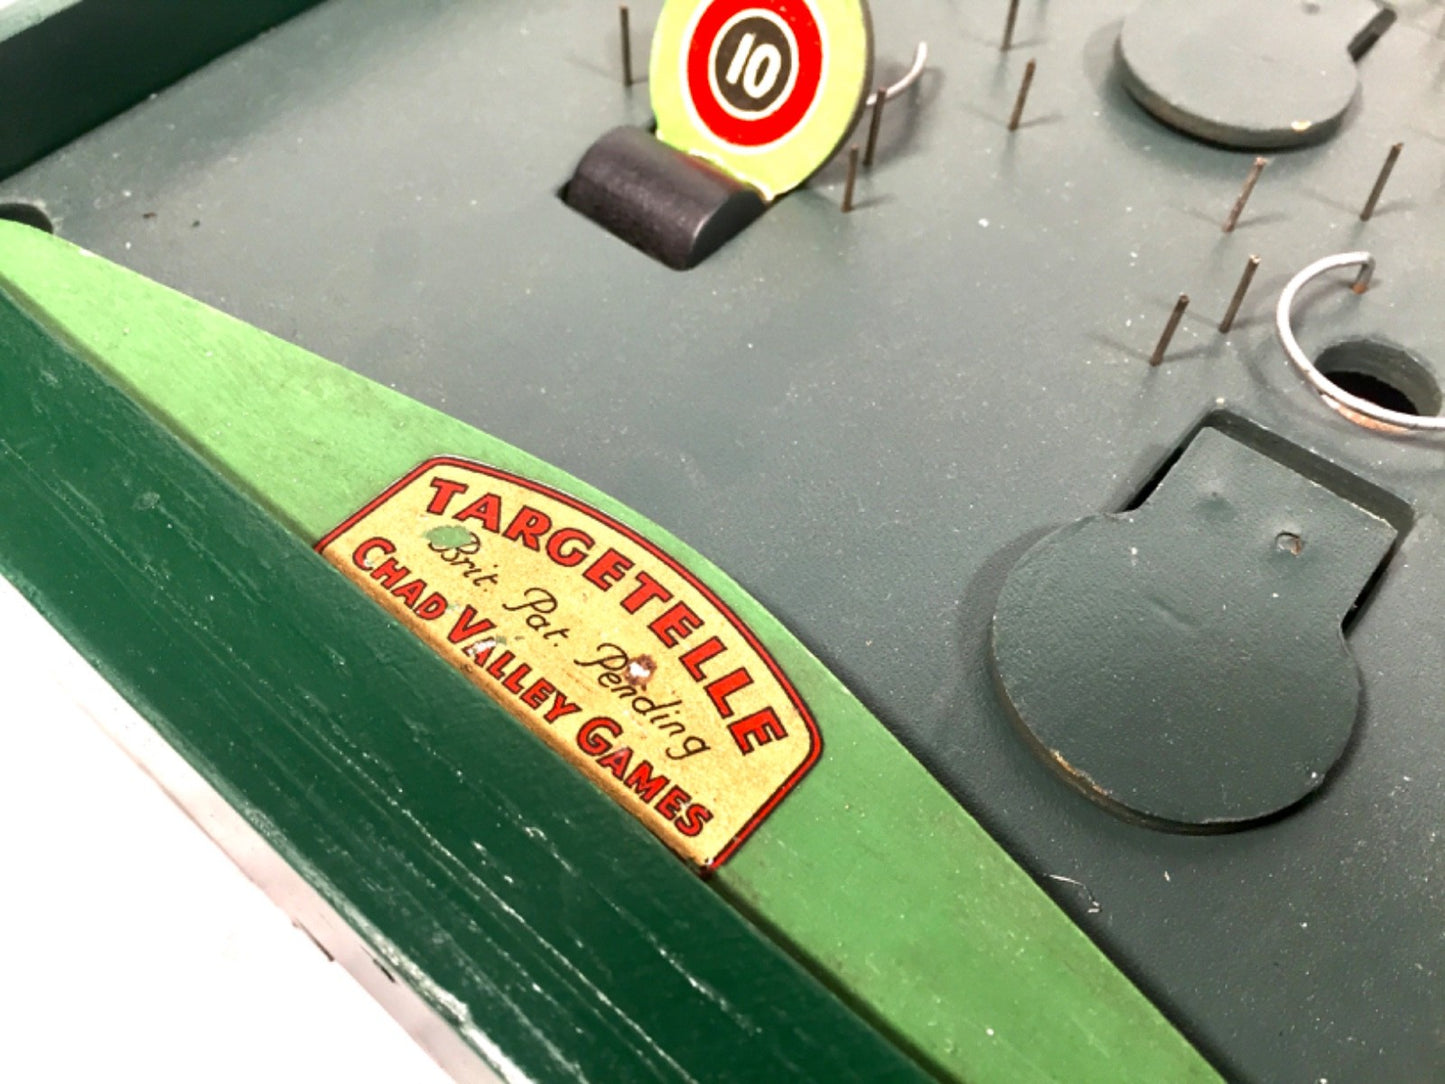 10
TARGETELLE
Brit. Pat. Pending
CHAD VALLEY GAMES